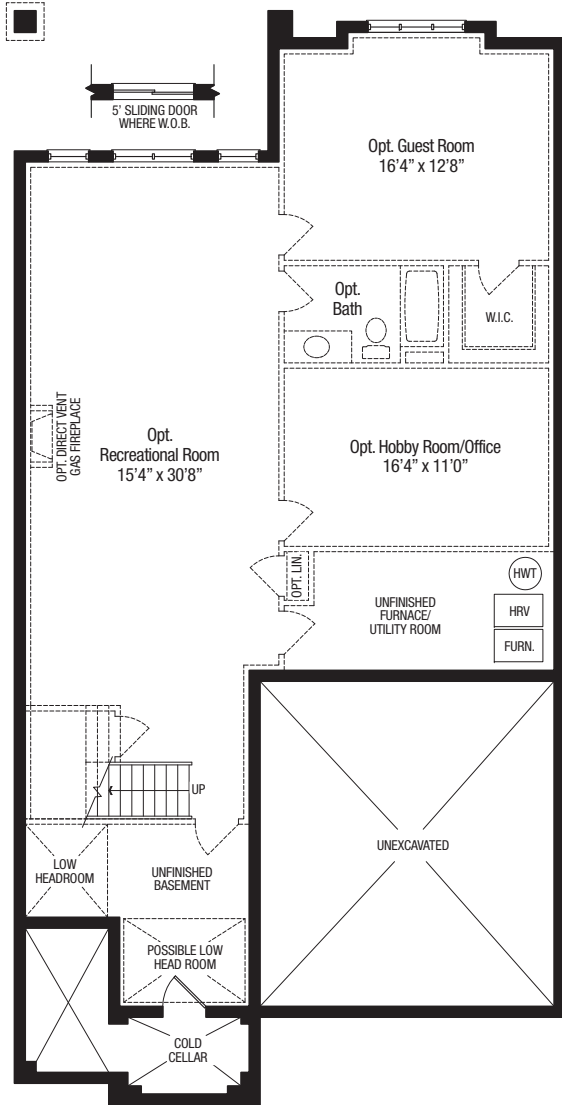 5' SLIDING DOOR
WHERE W.O.B.
Opt. Guest Room
16'4" x 12'8"
Opt.
Bath
W.I.C.
OPT. DIRECT VENT
GAS FIREPLACE
Opt.
Recreational Room
15'4" x 30'8"
Opt. Hobby Room/Office
16'4" x 11'0"
OPT. LIN.
UNFINISHED
FURNACE/
UTILITY ROOM
HWT
HRV
FURN.
UP
LOW
HEADROOM
UNFINISHED
BASEMENT
UNEXCAVATED
POSSIBLE LOW
HEAD ROOM
COLD
CELLAR